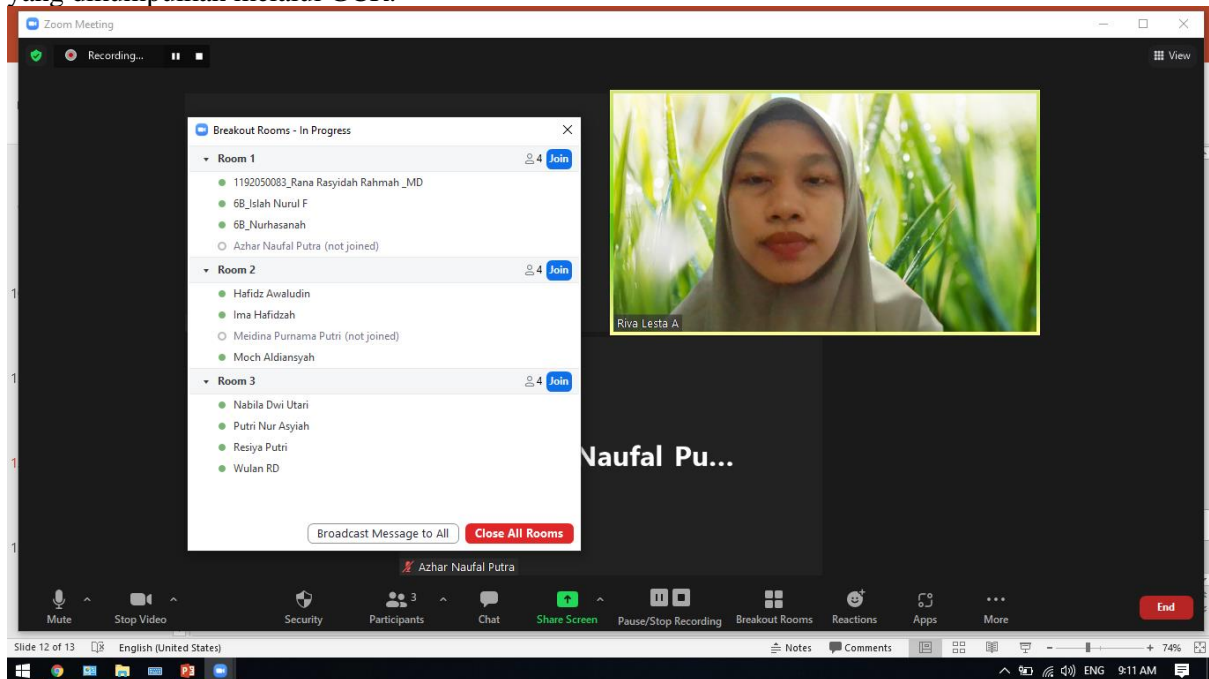 Zoom Meeting
Recording...
View
Breakout Rooms - In Progress
Room 1
4 Join
1192050083_Rana Rasyidah Rahmah _MD
6B_Islah Nurul F
6B_Nurhasanah
Azhar Naufal Putra (not joined)
Room 2
4 Join
Hafidz Awaludin
Ima Hafidzah
Meidina Purnama Putri (not joined)
Moch Aldiansyah
Room 3
4 Join
Nabila Dwi Utari
Putri Nur Asyiah
Resiya Putri
Wulan RD
Broadcast Message to All
Close All Rooms
Riva Lesta A
Naufal Pu...
Azhar Naufal Putra
Mute
Stop Video
Security
3
Participants
Chat
Share Screen
Pause/Stop Recording
Breakout Rooms
Reactions
Apps
More
End
Slide 12 of 13 English (United States) Notes Comments 74%
ENG 9:11 AM